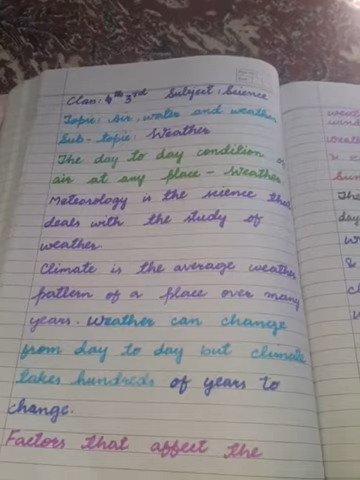 Class: 4th 3rd Subject: Science
Topic: Air, water and weather
Sub-topic: Weather
The day to day condition of
air at any place - Weather
Meteorology is the science that
deals with the study of
weather.
Climate is the average weather
pattern of a place over many
years. Weather can change
from day to day but climate
takes hundreds of years to
change.
Factors that affect the